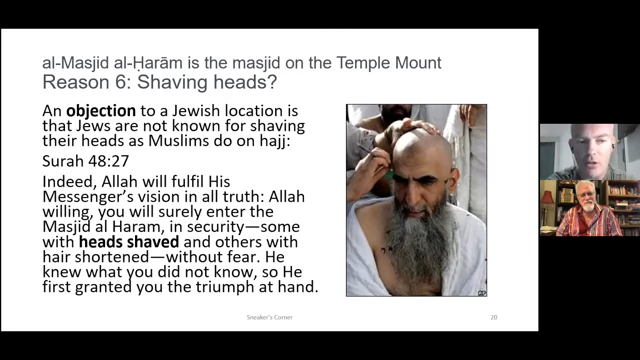 al-Masjid al-Ḥarām is the masjid on the Temple Mount
Reason 6: Shaving heads?
An objection to a Jewish location is
that Jews are not known for shaving
their heads as Muslims do on hajj:
Surah 48:27
Indeed, Allah will fulfil His
Messenger's vision in all truth: Allah
willing, you will surely enter the
Masjid al Haram, in security—some
with heads shaved and others with
hair shortened—without fear. He
knew what you did not know, so He
first granted you the triumph at hand.
Sneaker's Corner
20